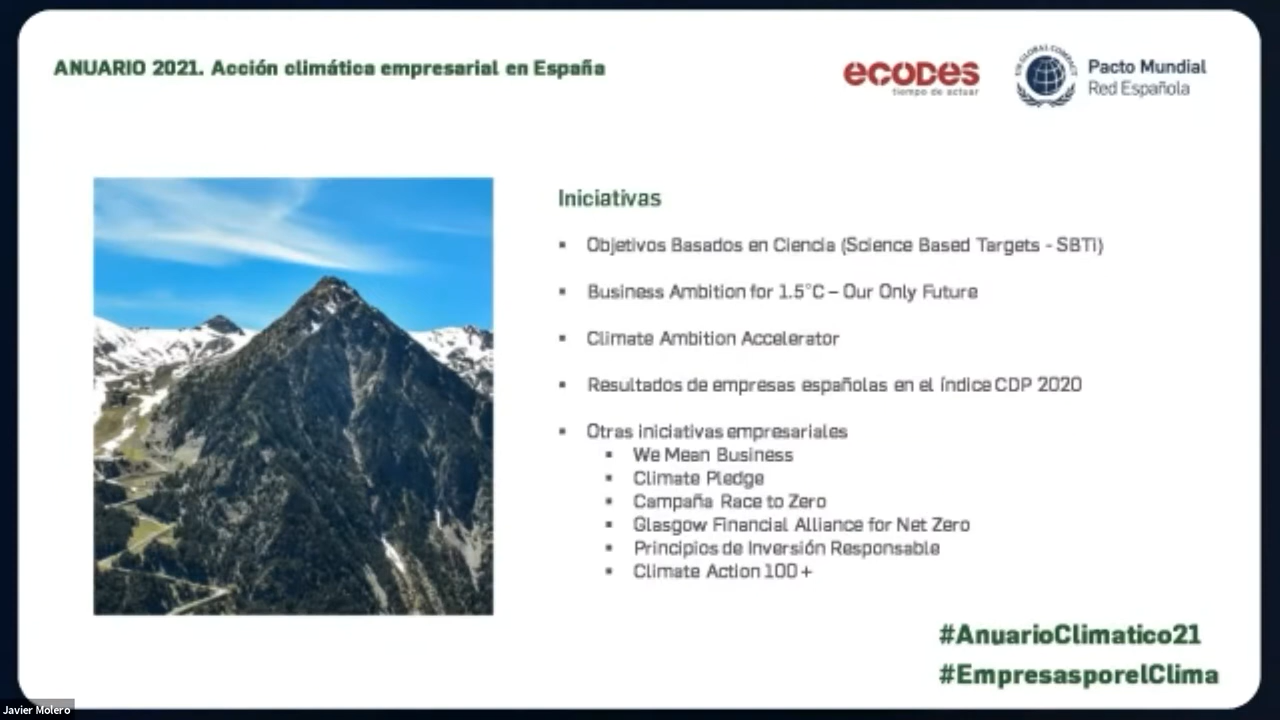 ANUARIO 2021. Acción climática empresarial en España
ecodes
tiempo de actuar
UN GLOBAL COMPACT
Pacto Mundial
Red Española
Iniciativas
▪ Objetivos Basados en Ciencia (Science Based Targets - SBTi)
▪ Business Ambition for 1.5°C – Our Only Future
▪ Climate Ambition Accelerator
▪ Resultados de empresas españolas en el índice CDP 2020
▪ Otras iniciativas empresariales
▪ We Mean Business
▪ Climate Pledge
▪ Campaña Race to Zero
▪ Glasgow Financial Alliance for Net Zero
▪ Principios de Inversión Responsable
▪ Climate Action 100+
#AnuarioClimatico21
#EmpresasporelClima
Javier Molero